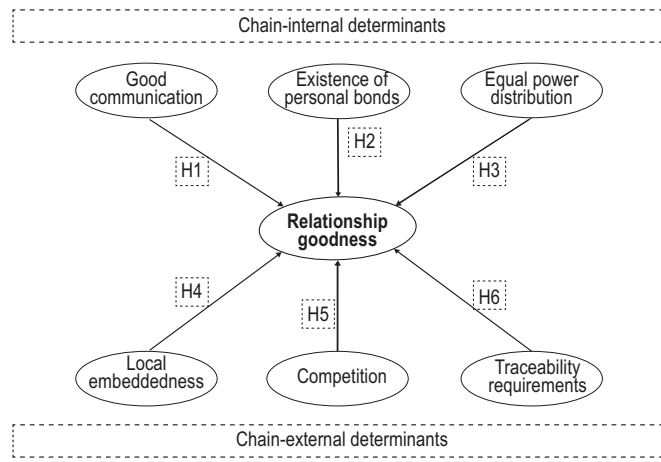 Chain-internal determinants
Good
communication
Existence of
personal bonds
Equal power
distribution
H1
H2
H3
Relationship
goodness
H4
H5
H6
Local
embeddedness
Competition
Traceability
requirements
Chain-external determinants